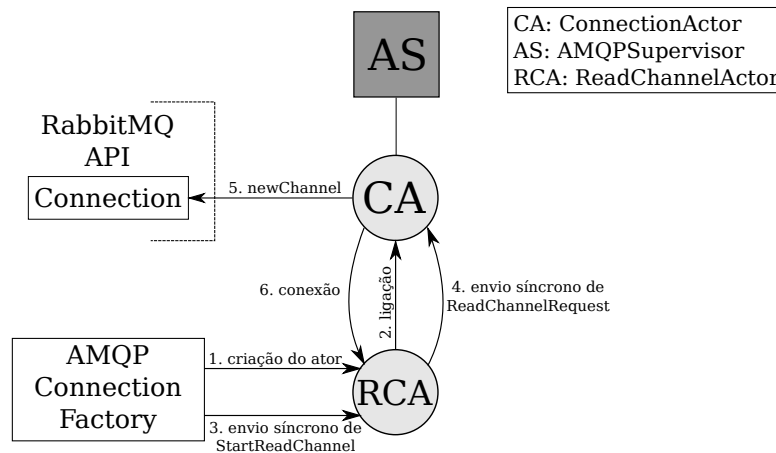 AS
CA: ConnectionActor
AS: AMQPSupervisor
RCA: ReadChannelActor
RabbitMQ
API
Connection
5. newChannel
CA
6. conexão
2. ligação
4. envio síncrono de
ReadChannelRequest
AMQP
Connection
Factory
1. criação do ator
3. envio síncrono de
StartReadChannel
RCA